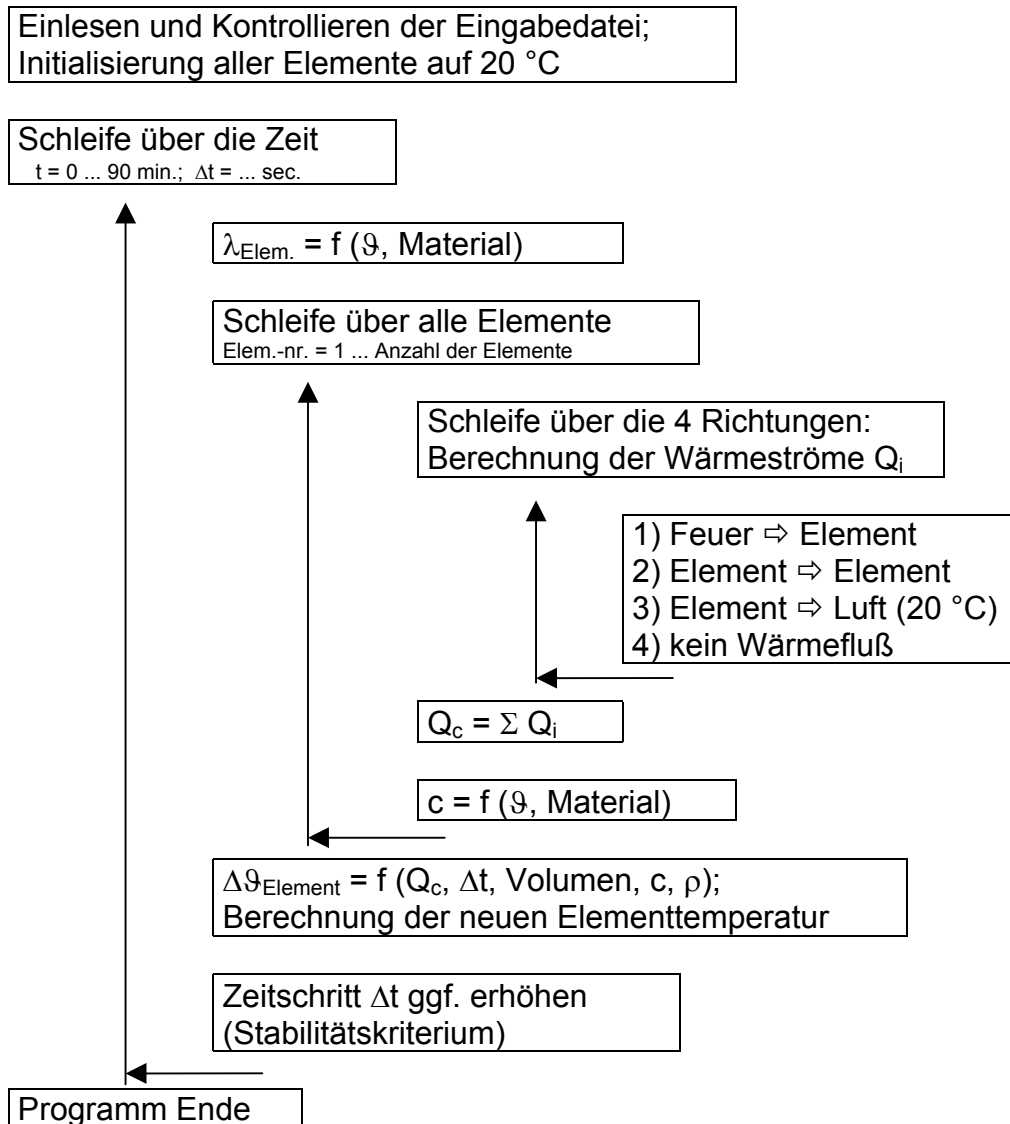 Einlesen und Kontrollieren der Eingabedatei;
Initialisierung aller Elemente auf 20 °C
Schleife über die Zeit
t = 0 ... 90 min.; Δt = ... sec.
λElem. = f (ϑ, Material)
Schleife über alle Elemente
Elem.-nr. = 1 ... Anzahl der Elemente
Schleife über die 4 Richtungen:
Berechnung der Wärmeströme Qi
1) Feuer ⇨ Element
2) Element ⇨ Element
3) Element ⇨ Luft (20 °C)
4) kein Wärmefluß
Qc = Σ Qi
c = f (ϑ, Material)
ΔϑElement = f (Qc, Δt, Volumen, c, ρ);
Berechnung der neuen Elementtemperatur
Zeitschritt Δt ggf. erhöhen
(Stabilitätskriterium)
Programm Ende